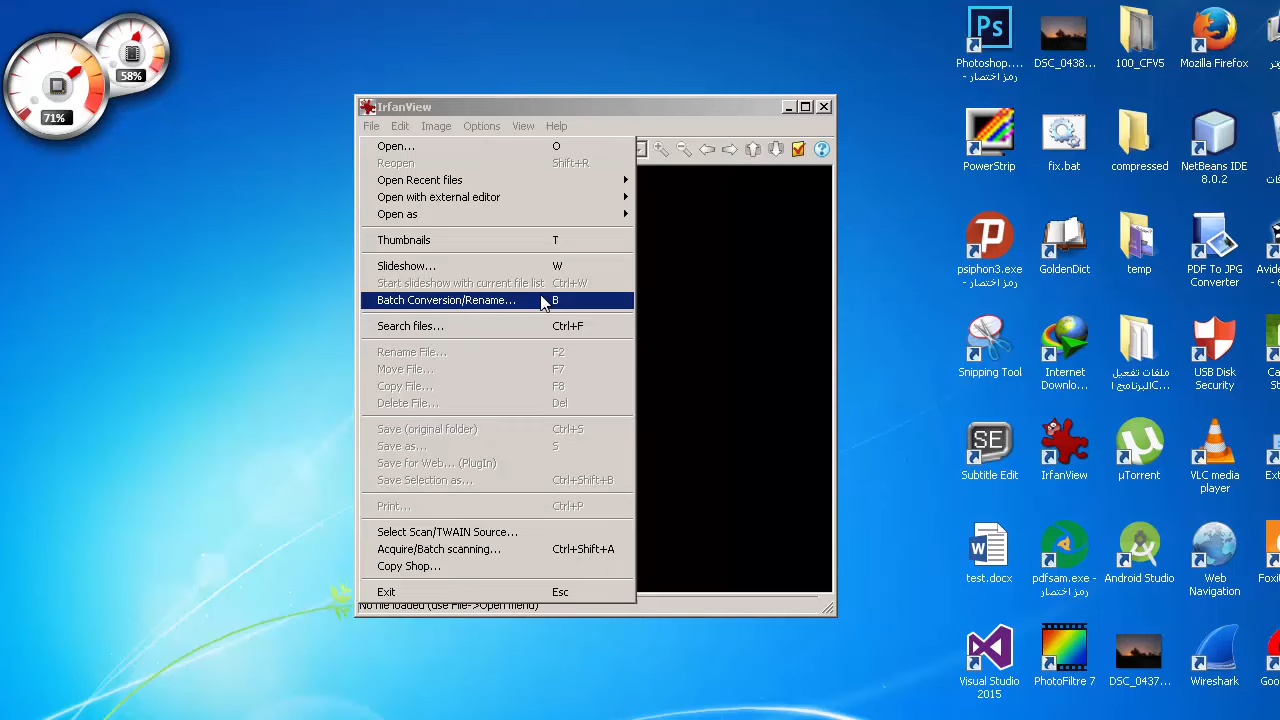 58%
71%
IrfanView
File Edit Image Options View Help
Open... O
Reopen Shift+R
Open Recent files
Open with external editor
Open as
Thumbnails T
Slideshow... W
Start slideshow with current file list Ctrl+W
Batch Conversion/Rename... B
Search files... Ctrl+F
Rename File... F2
Move File... F7
Copy File... F8
Delete File... Del
Save (original folder) Ctrl+S
Save as... S
Save for Web... (PlugIn)
Save Selection as... Ctrl+Shift+B
Print... Ctrl+P
Select Scan/TWAIN Source...
Acquire/Batch scanning... Ctrl+Shift+A
Copy Shop...
Exit Esc
No file loaded (use File->Open menu)
Ps
Photoshop....
رمز اختصار -
DSC_0438...
100_CFV5
Mozilla Firefox
PowerStrip
fix.bat
compressed
NetBeans IDE
8.0.2
psiphon3.exe
رمز اختصار -
GoldenDict
temp
PDF To JPG
Converter
Snipping Tool
Internet
Downlo...
ملفات تفعيل
البرنامج ا...
USB Disk
Security
SE
Subtitle Edit
IrfanView
µTorrent
VLC media
player
test.docx
pdfsam.exe -
رمز اختصار
Android Studio
Web
Navigation
Visual Studio
2015
PhotoFiltre 7
DSC_0437...
Wireshark